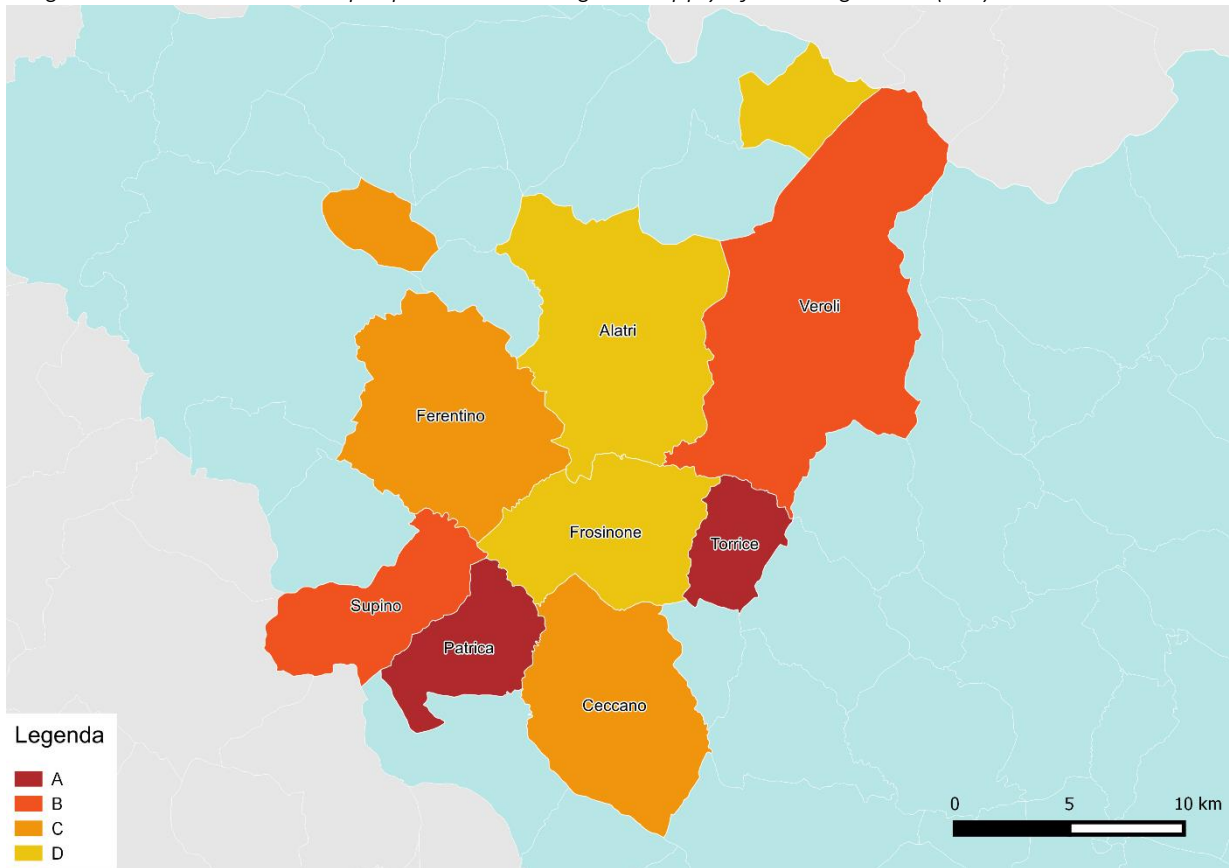 Veroli
Alatri
Ferentino
Frosinone
Torrice
Supino
Patrica
Ceccano
Legenda
A
B
C
D
0 5 10 km